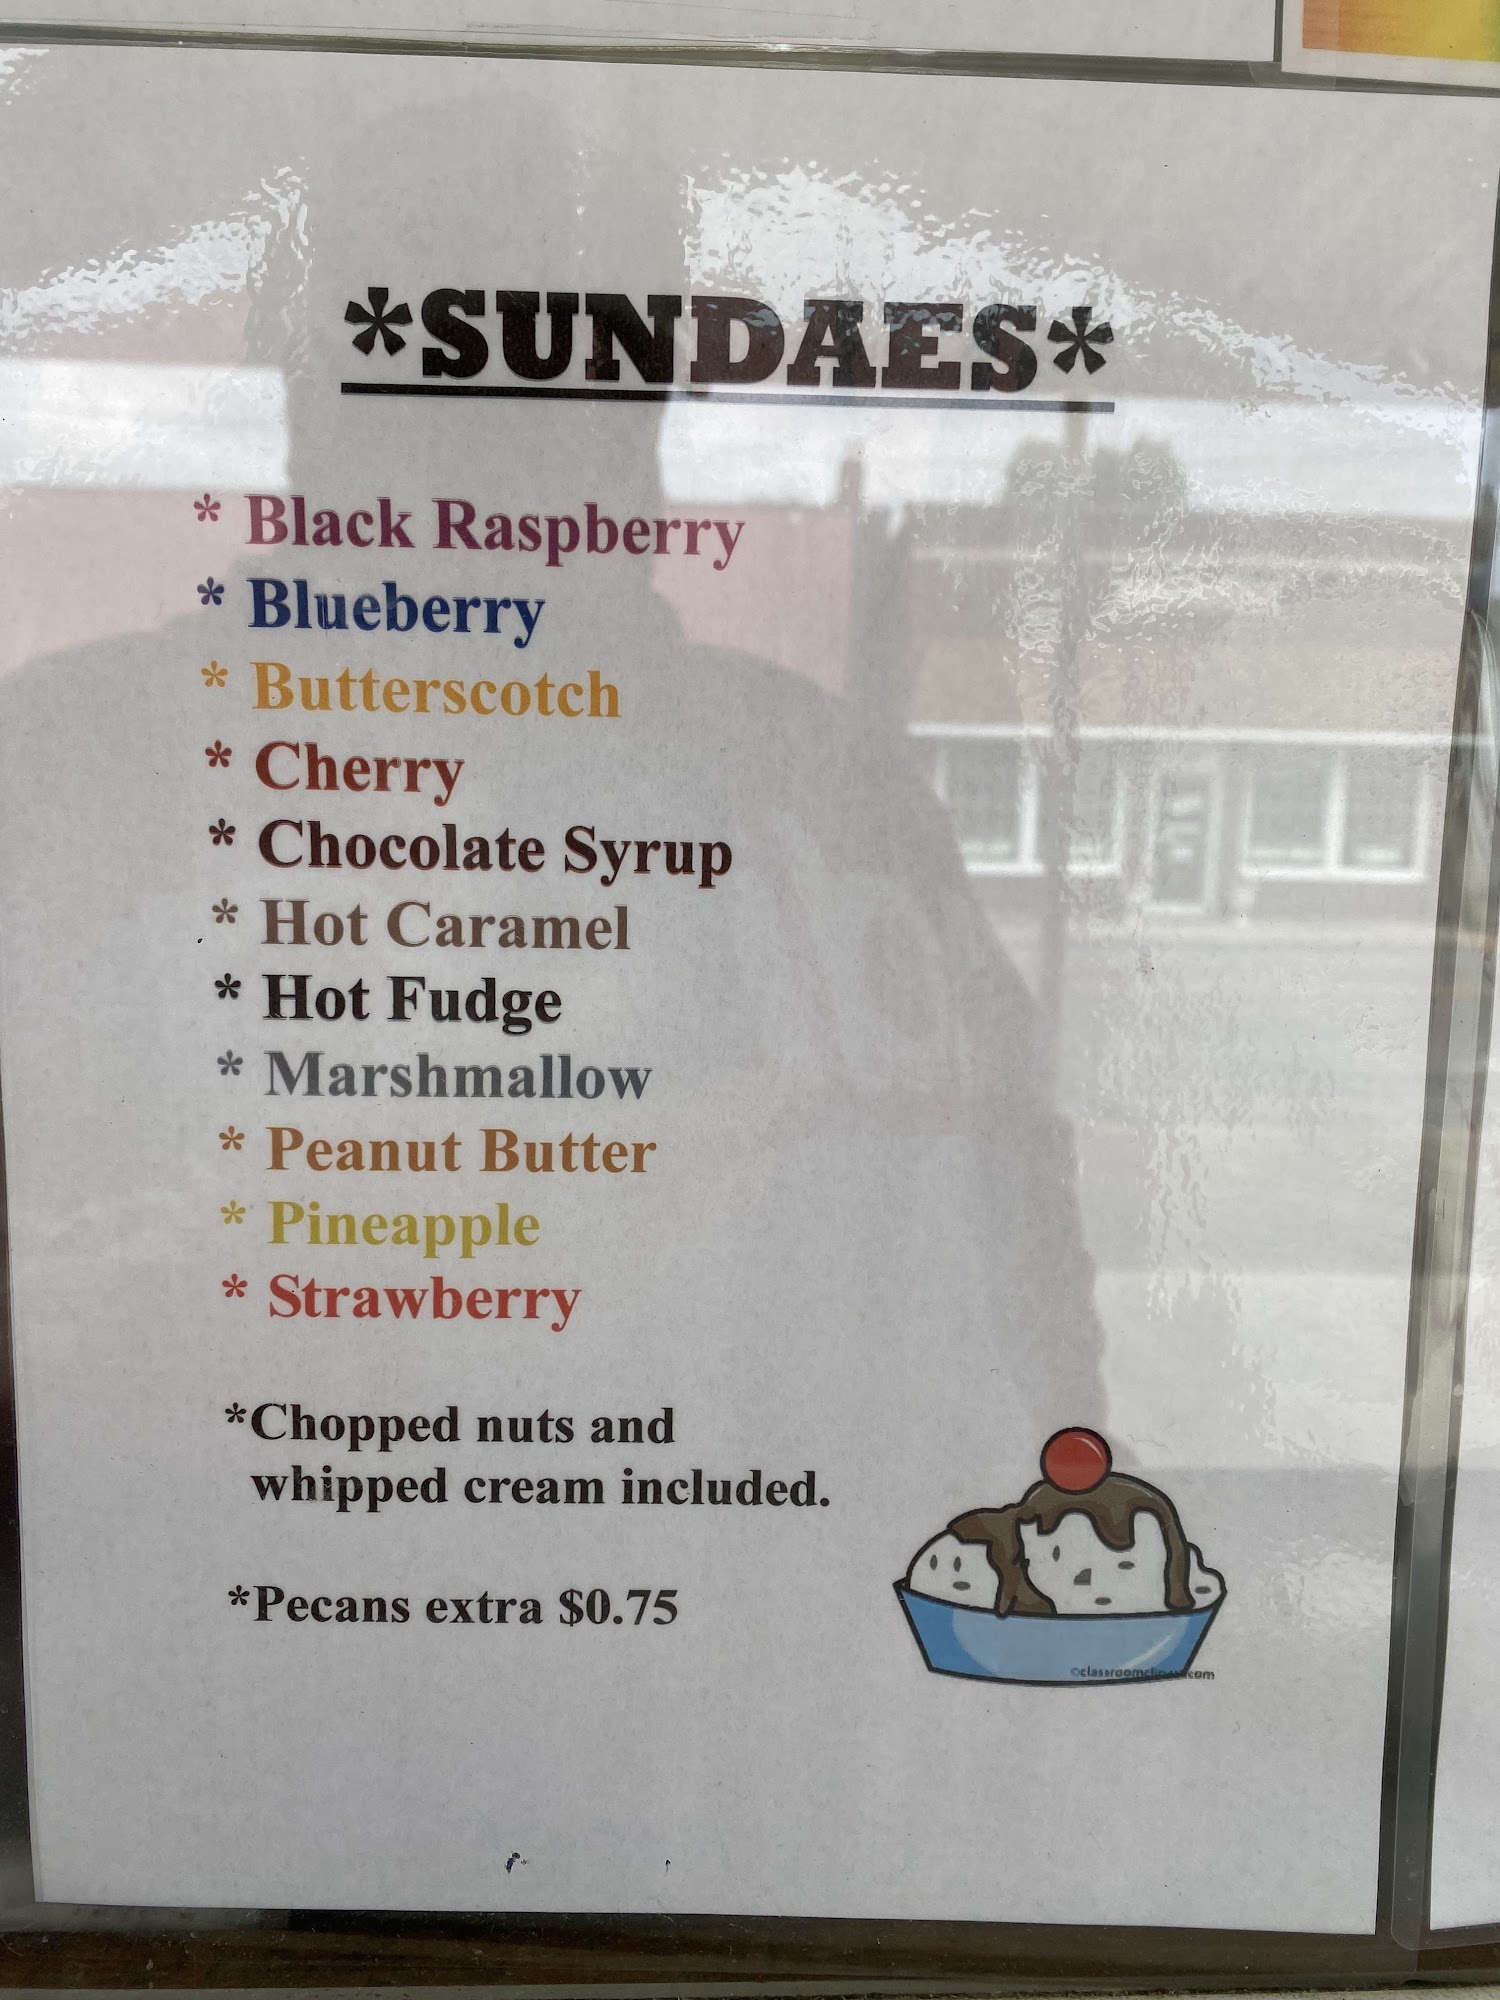 *SUNDAES*
* Black Raspberry
* Blueberry
* Butterscotch
* Cherry
* Chocolate Syrup
* Hot Caramel
* Hot Fudge
* Marshmallow
* Peanut Butter
* Pineapple
* Strawberry
*Chopped nuts and
whipped cream included.
*Pecans extra $0.75